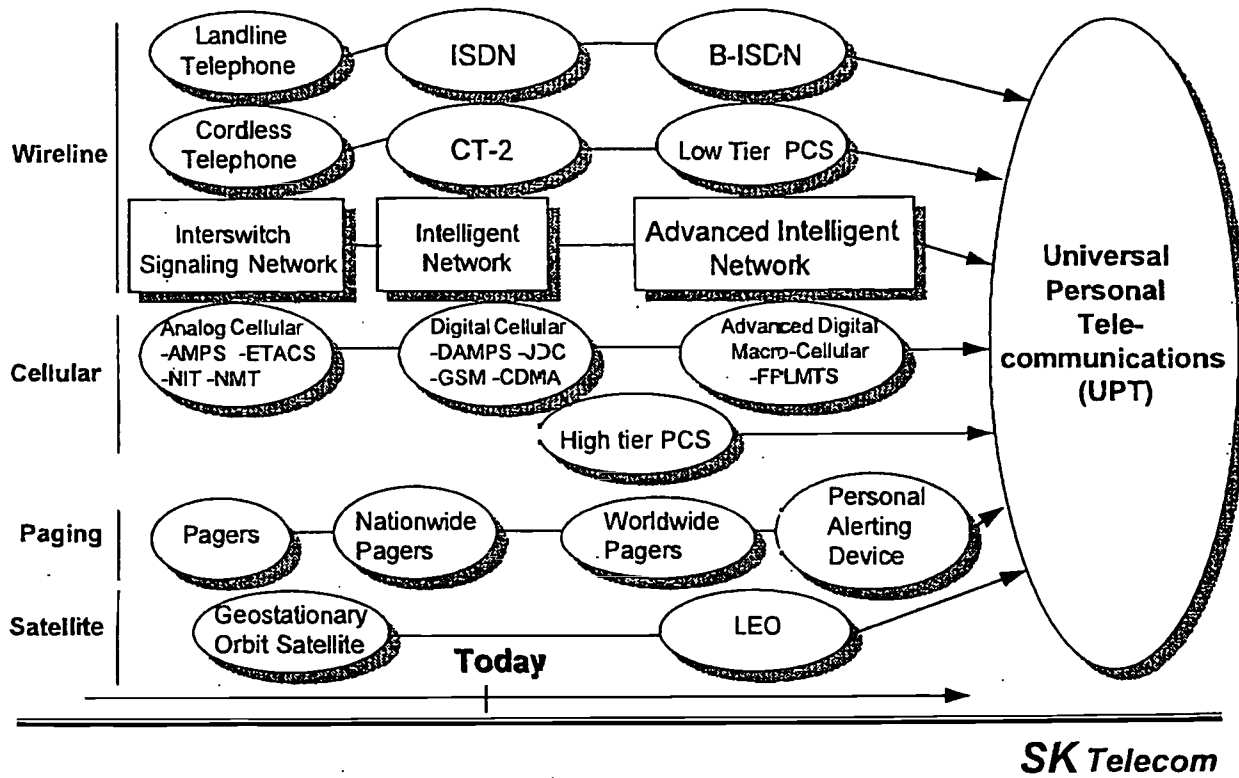 Landline
Telephone
ISDN
B-ISDN
Wireline
Cordless
Telephone
CT-2
Low Tier PCS
Interswitch
Signaling Network
Intelligent
Network
Advanced Intelligent
Network
Universal
Personal
Tele-
communications
(UPT)
Cellular
Analog Cellular
-AMPS -ETACS
-NIT -NMT
Digital Cellular
-DAMPS -JDC
-GSM -CDMA
Advanced Digital
Macro-Cellular
-FPLMTS
High tier PCS
Paging
Pagers
Nationwide
Pagers
Worldwide
Pagers
Personal
Alerting
Device
Satellite
Geostationary
Orbit Satellite
LEO
Today
SK Telecom